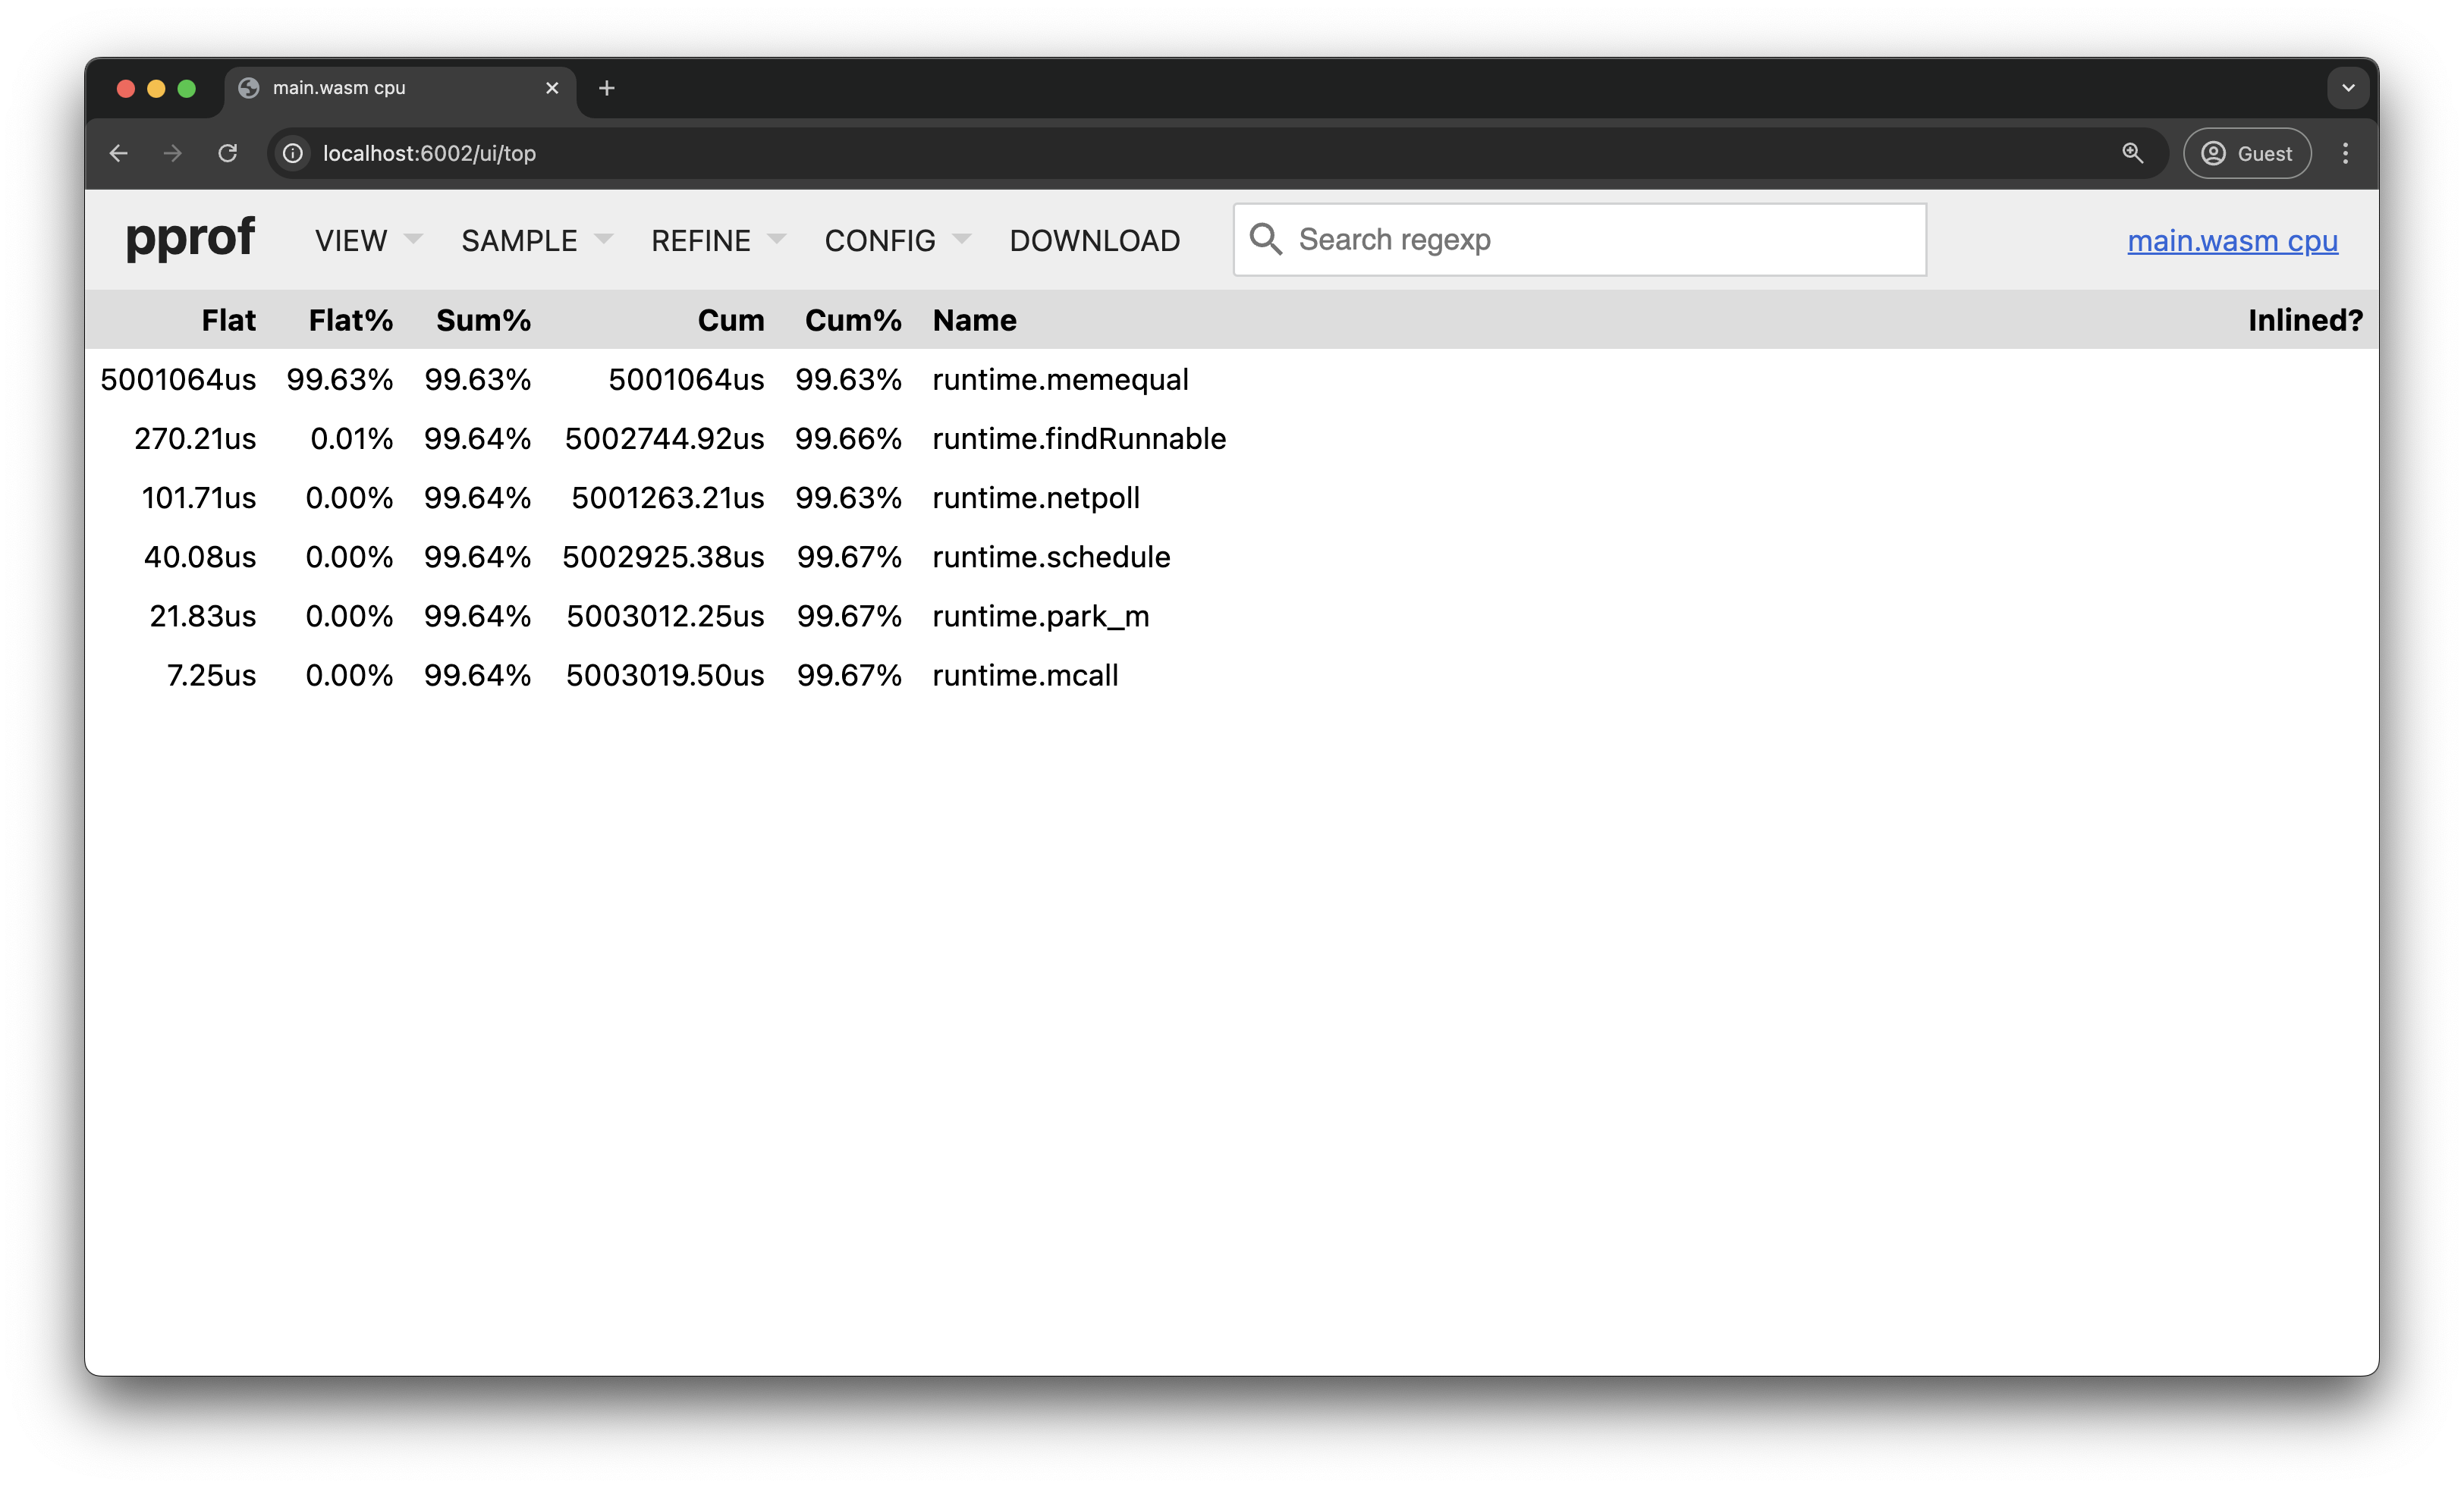 main.wasm cpu
localhost:6002/ui/top
Guest
pprof VIEW SAMPLE REFINE CONFIG DOWNLOAD Search regexp main.wasm cpu
Flat Flat% Sum% Cum Cum% Name Inlined?
5001064us 99.63% 99.63% 5001064us 99.63% runtime.memequal
270.21us 0.01% 99.64% 5002744.92us 99.66% runtime.findRunnable
101.71us 0.00% 99.64% 5001263.21us 99.63% runtime.netpoll
40.08us 0.00% 99.64% 5002925.38us 99.67% runtime.schedule
21.83us 0.00% 99.64% 5003012.25us 99.67% runtime.park_m
7.25us 0.00% 99.64% 5003019.50us 99.67% runtime.mcall